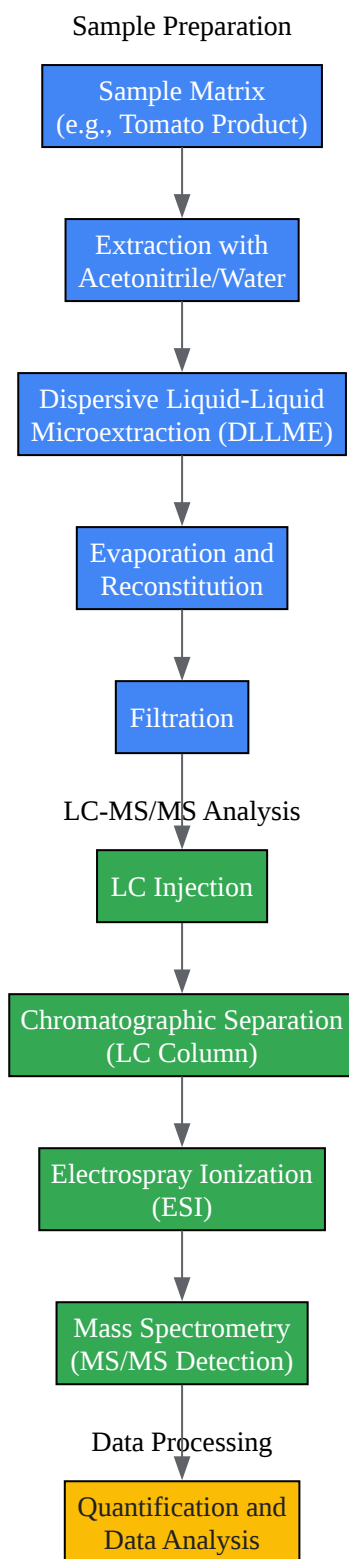 Sample Preparation
Sample Matrix
(e.g., Tomato Product)
Extraction with
Acetonitrile/Water
Dispersive Liquid-Liquid
Microextraction (DLLME)
Evaporation and
Reconstitution
Filtration
LC-MS/MS Analysis
LC Injection
Chromatographic Separation
(LC Column)
Electrospray Ionization
(ESI)
Mass Spectrometry
(MS/MS Detection)
Data Processing
Quantification and
Data Analysis